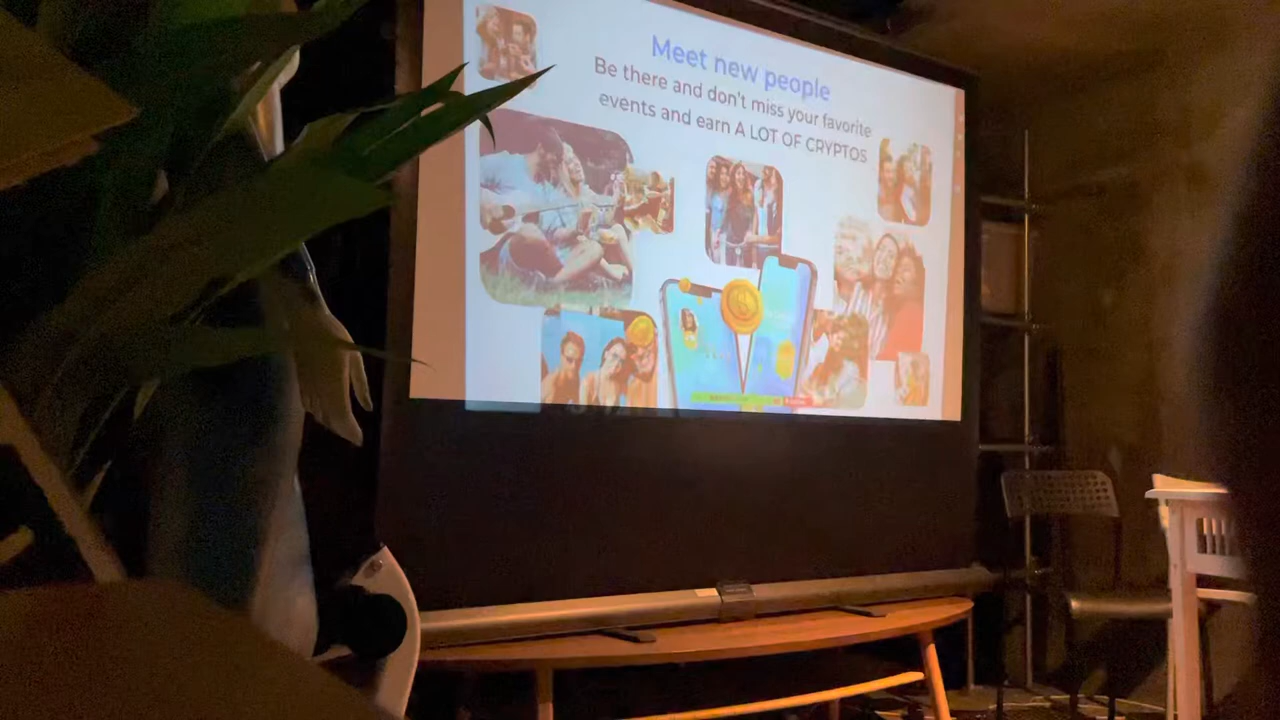 Meet new people
Be there and don't miss your favorite
events and earn A LOT OF CRYPTOS